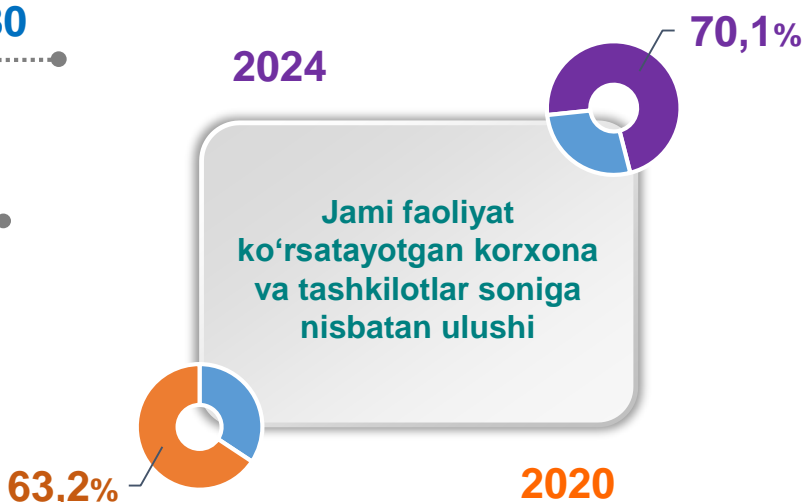 2024
70,1%
Jami faoliyat
ko‘rsatayotgan korxona
va tashkilotlar soniga
nisbatan ulushi
63,2%
2020